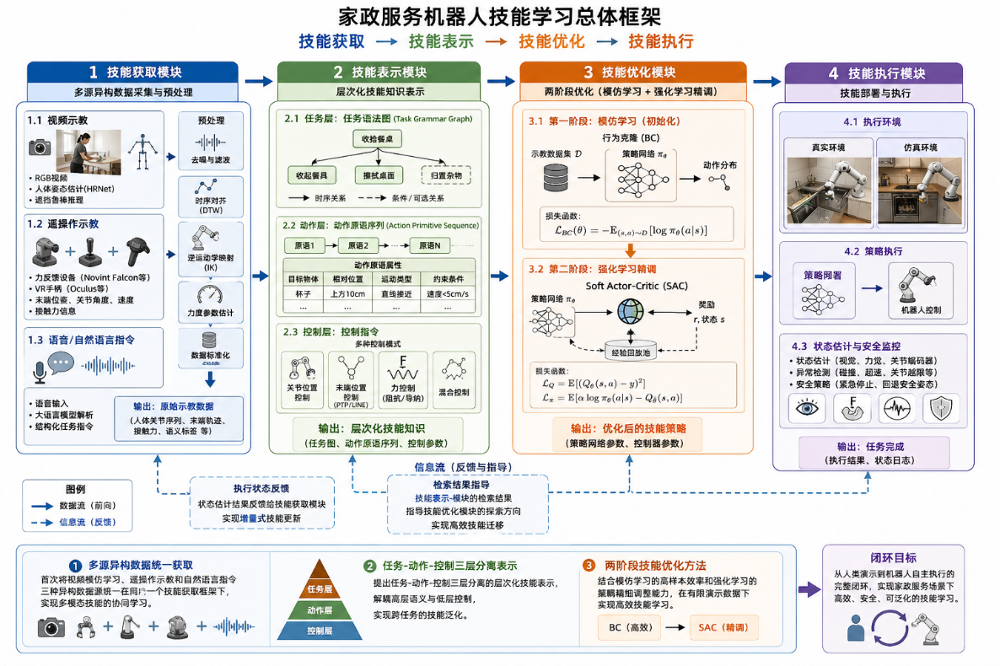 家政服务机器人技能学习总体框架
技能获取 → 技能表示 → 技能优化 → 技能执行
1 技能获取模块
多源异构数据采集与预处理
1.1 视频示教
• RGB视频
• 人体姿态估计(HRNet)
• 遮挡鲁棒推理
1.2 遥操作示教
• 力反馈设备（Novint Falcon等）
• VR手柄（Oculus等）
• 末端位姿、关节角度、速度
• 接触力信息
1.3 语音/自然语言指令
• 语音输入
• 大语言模型解析
• 结构化任务指令
预处理
去噪与滤波
时序对齐
(DTW)
逆运动学映射
(IK)
力度参数估计
数据标准化
输出：原始示教数据
（人体关节序列、末端轨迹、
接触力、语义标签 等）
2 技能表示模块
层次化技能知识表示
2.1 任务层：任务语法图 (Task Grammar Graph)
收拾餐桌
收起餐具
擦拭桌面
归置杂物
时序关系
条件/可选关系
2.2 动作层：动作原语序列 (Action Primitive Sequence)
原语1 → 原语2 → ··· → 原语N
动作原语属性
目标物体 相对位置 运动类型 约束条件
杯子 上方10cm 直线接近 速度<5cm/s
... ... ... ...
2.3 控制层：控制指令
多种控制模式
关节位置
控制
末端位置
控制
(PTP/LINE)
F
力控制
(阻抗/导纳)
混合控制
输出：层次化技能知识
（任务图、动作原语序列、控制参数）
3 技能优化模块
两阶段优化（模仿学习 + 强化学习精调）
3.1 第一阶段：模仿学习（初始化）
行为克隆 (BC)
示教数据集 𝒟
策略网络 πθ
动作分布
损失函数：
ℒBC(θ) = −𝔼(s,a)∼D[log πθ(a|s)]
3.2 第二阶段：强化学习精调
Soft Actor-Critic (SAC)
策略网络 πθ
奖励
r, 状态 s
经验回放池
损失函数：
ℒQ = 𝔼[(Qθ(s,a) − y)²]
ℒπ = 𝔼[α log πθ(a|s) − Qθ̄(s,a)]
输出：优化后的技能策略
（策略网络参数、控制器参数）
4 技能执行模块
技能部署与执行
4.1 执行环境
真实环境
仿真环境
4.2 策略执行
策略部署
机器人控制
4.3 状态估计与安全监控
• 状态估计（视觉、力觉、关节编码器）
• 异常检测（碰撞、超速、关节越限等）
• 安全策略（紧急停止、回退安全姿态）
F
输出：任务完成
（执行结果、状态日志）
图例
数据流（前向）
信息流（反馈）
执行状态反馈
状态估计结果反馈给技能获取模块
实现增量式技能更新
信息流（反馈与指导）
检索结果指导
技能表示-模块的检索结果
指导技能优化模块的探索方向
实现高效技能迁移
1 多源异构数据统一获取
首次将视频模仿学习、遥操作示教和自然语言指令
三种异构数据源统一在同一个技能获取框架下，
实现多模态技能的协同学习。
任务层
动作层
控制层
2 任务-动作-控制三层分离表示
提出任务-动作-控制三层分离的层次化技能表示，
解耦高层语义与低层控制，
实现跨任务的技能泛化。
3 两阶段技能优化方法
结合模仿学习的高样本效率和强化学习的
策略精细调整能力，在有限演示数据下
实现高效技能学习。
BC（高效） → SAC（精调）
闭环目标
从人类演示到机器人自主执行的
完整闭环，实现家政服务场景下
高效、安全、可泛化的技能学习。